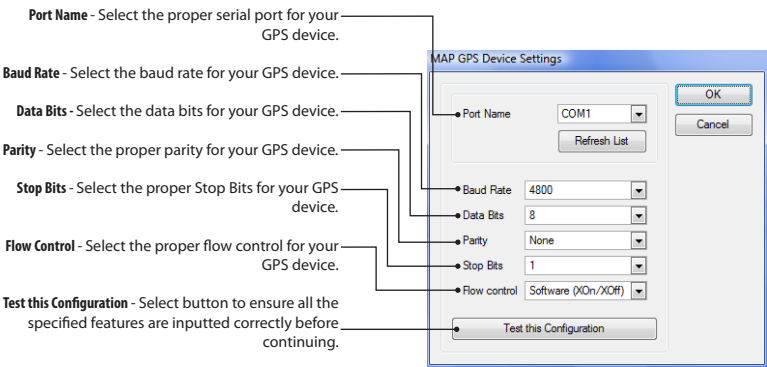 Port Name - Select the proper serial port for your
GPS device.
Baud Rate - Select the baud rate for your GPS device.
Data Bits - Select the data bits for your GPS device.
Parity - Select the proper parity for your GPS device.
Stop Bits - Select the proper Stop Bits for your GPS
device.
Flow Control - Select the proper flow control for your
GPS device.
Test this Configuration - Select button to ensure all the
specified features are inputted correctly before
continuing.
MAP GPS Device Settings
Port Name COM1
Refresh List
OK
Cancel
Baud Rate 4800
Data Bits 8
Parity None
Stop Bits 1
Flow control Software (XOn/XOff)
Test this Configuration